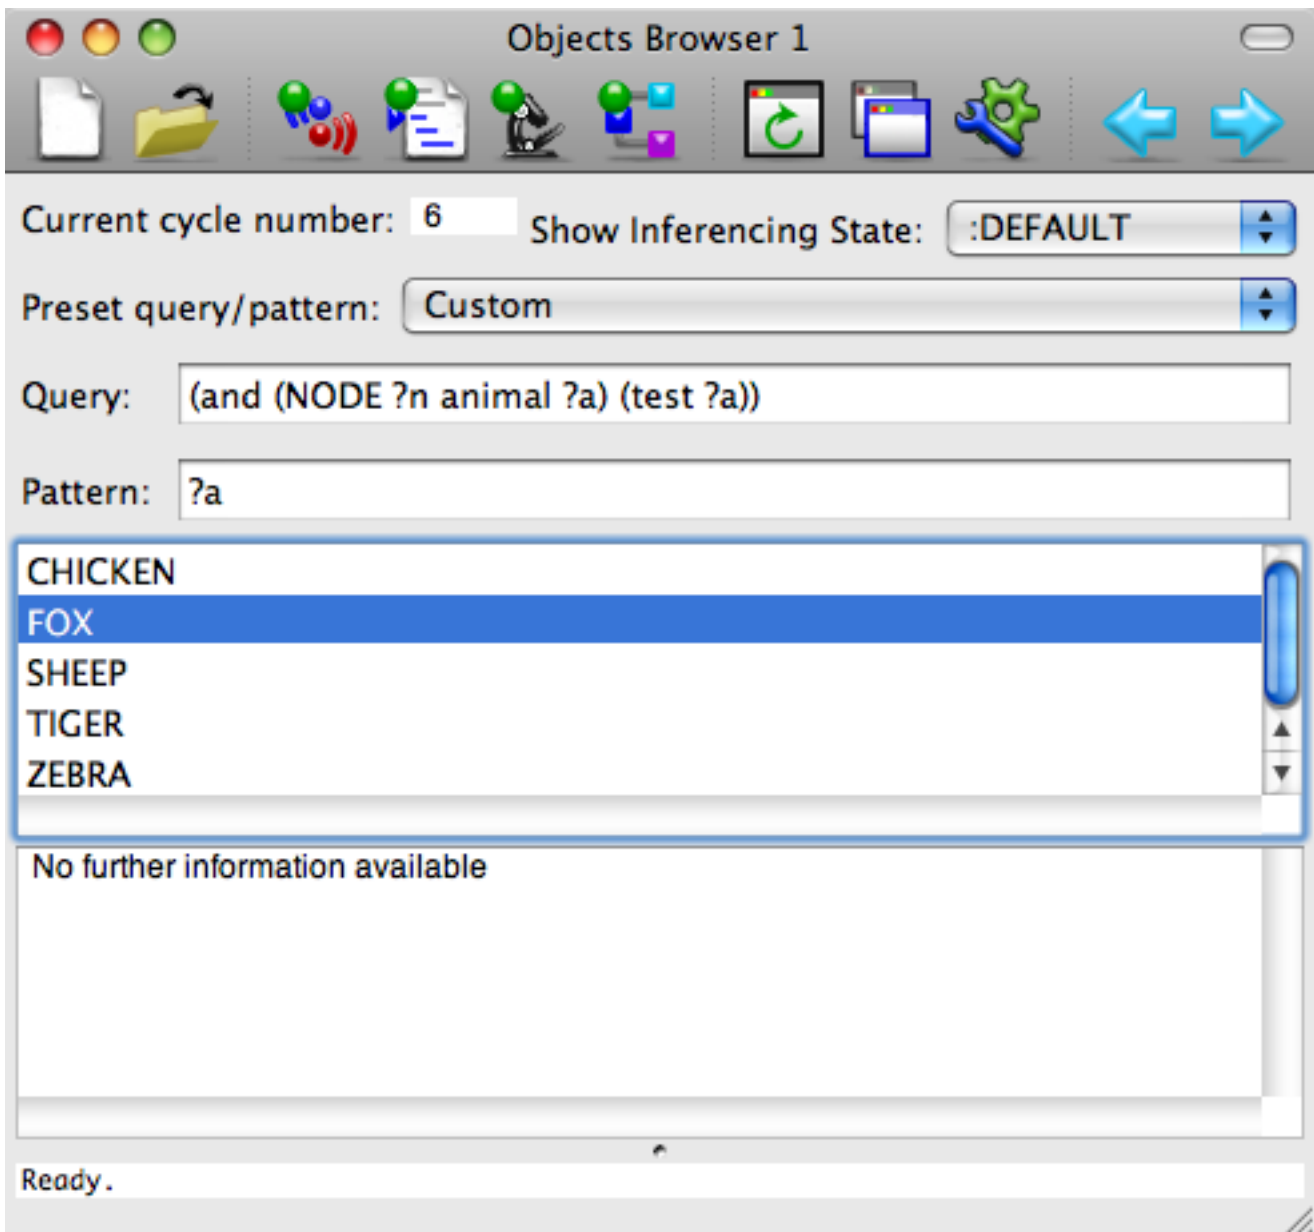 Objects Browser 1
Current cycle number: 6 Show Inferencing State: :DEFAULT
Preset query/pattern: Custom
Query: (and (NODE ?n animal ?a) (test ?a))
Pattern: ?a
CHICKEN
FOX
SHEEP
TIGER
ZEBRA
No further information available
Ready.